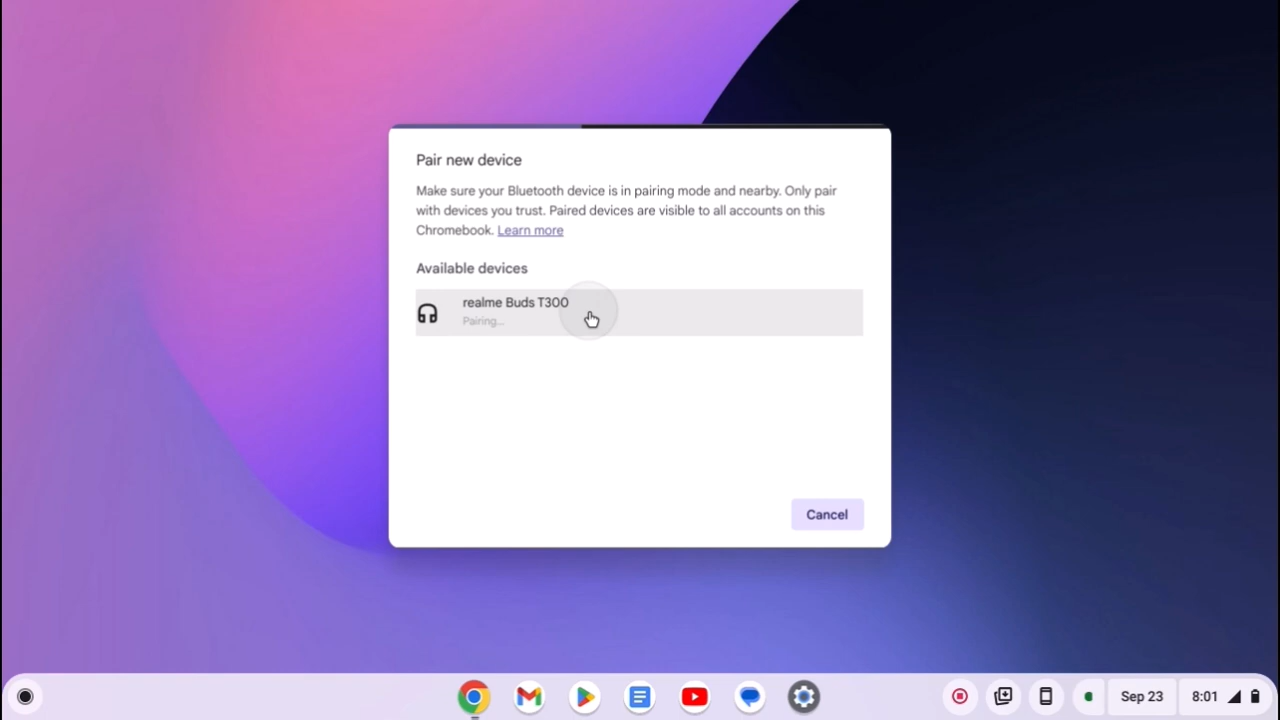 Pair new device
Make sure your Bluetooth device is in pairing mode and nearby. Only pair
with devices you trust. Paired devices are visible to all accounts on this
Chromebook. Learn more
Available devices
realme Buds T300
Pairing...
Cancel
Sep 23
8:01